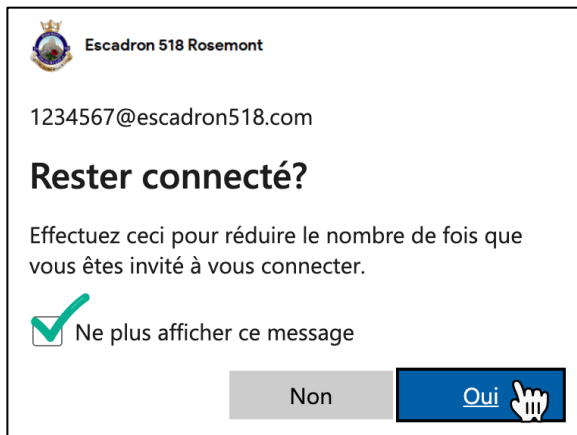 Escadron 518 Rosemont
1234567@escadron518.com
Rester connecté?
Effectuez ceci pour réduire le nombre de fois que
vous êtes invité à vous connecter.
Ne plus afficher ce message
Non
Oui